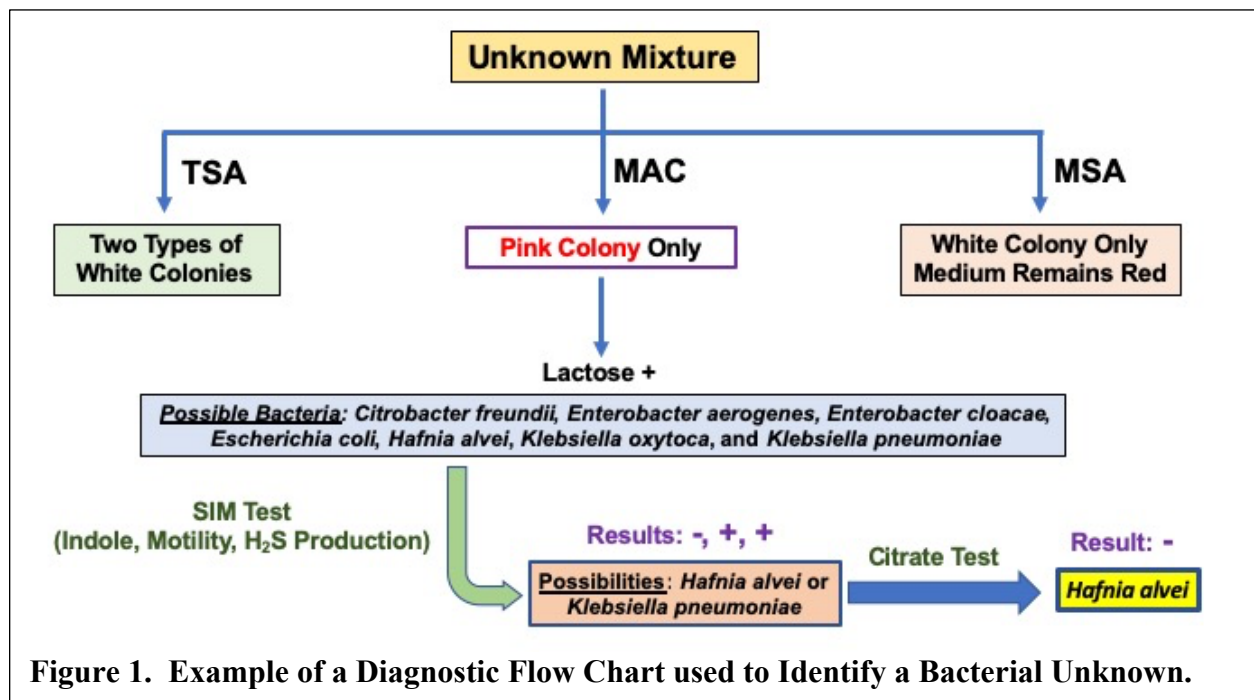 Unknown Mixture
TSA
MAC
MSA
Two Types of
White Colonies
Pink Colony Only
White Colony Only
Medium Remains Red
Lactose +
Possible Bacteria: Citrobacter freundii, Enterobacter aerogenes, Enterobacter cloacae,
Escherichia coli, Hafnia alvei, Klebsiella oxytoca, and Klebsiella pneumoniae
SIM Test
(Indole, Motility, H₂S Production)
Results: -, +, +
Possibilities: Hafnia alvei or
Klebsiella pneumoniae
Citrate Test
Result: -
Hafnia alvei
Figure 1. Example of a Diagnostic Flow Chart used to Identify a Bacterial Unknown.